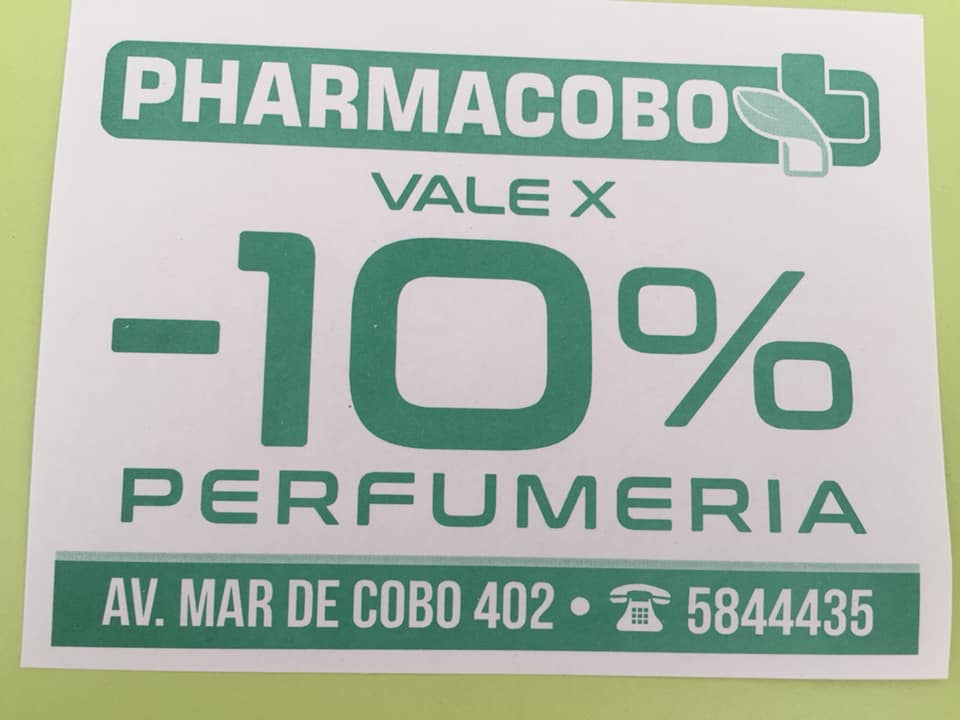 PHARMACOBO
VALE X
-10%
PERFUMERIA
AV. MAR DE COBO 402 • ☎ 5844435